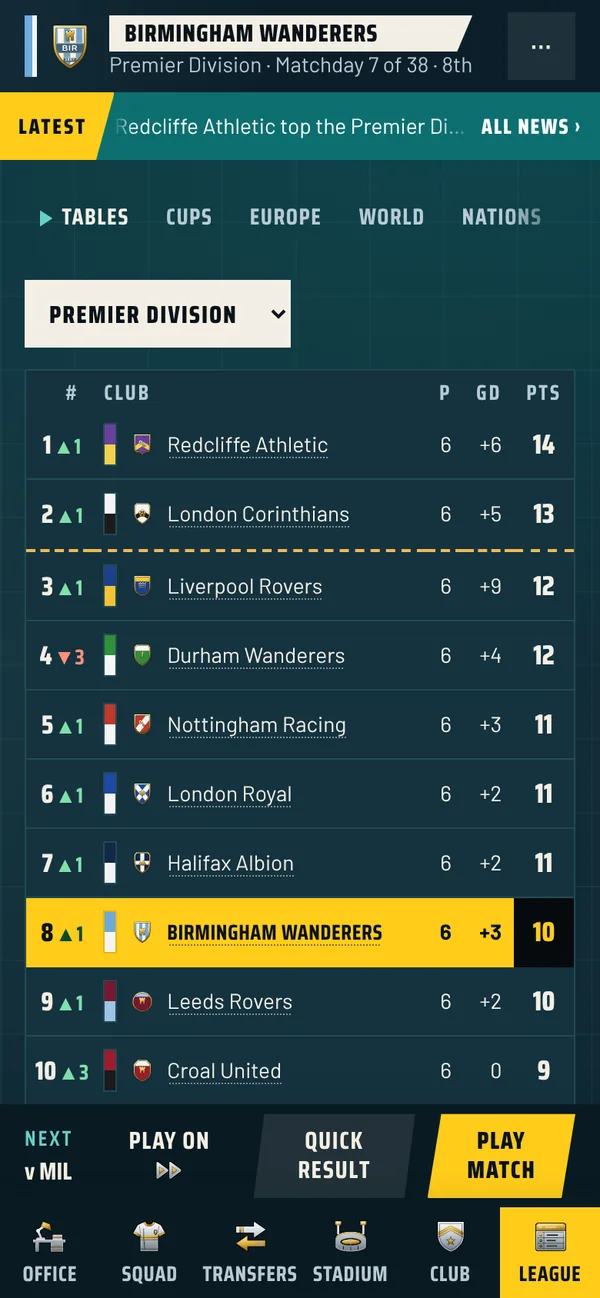 BIRMINGHAM WANDERERS
...
Premier Division · Matchday 7 of 38 · 8th
BIR
LATEST
Redcliffe Athletic top the Premier Di...
ALL NEWS ›
TABLES CUPS EUROPE WORLD NATIONS
PREMIER DIVISION
# CLUB P GD PTS
1 ▲1 Redcliffe Athletic 6 +6 14
2 ▲1 London Corinthians 6 +5 13
3 ▲1 Liverpool Rovers 6 +9 12
4 ▼3 Durham Wanderers 6 +4 12
5 ▲1 Nottingham Racing 6 +3 11
6 ▲1 London Royal 6 +2 11
7 ▲1 Halifax Albion 6 +2 11
8 ▲1 BIRMINGHAM WANDERERS 6 +3 10
9 ▲1 Leeds Rovers 6 +2 10
10 ▲3 Croal United 6 0 9
NEXT
v MIL
PLAY ON
QUICK
RESULT
PLAY
MATCH
OFFICE SQUAD TRANSFERS STADIUM CLUB LEAGUE